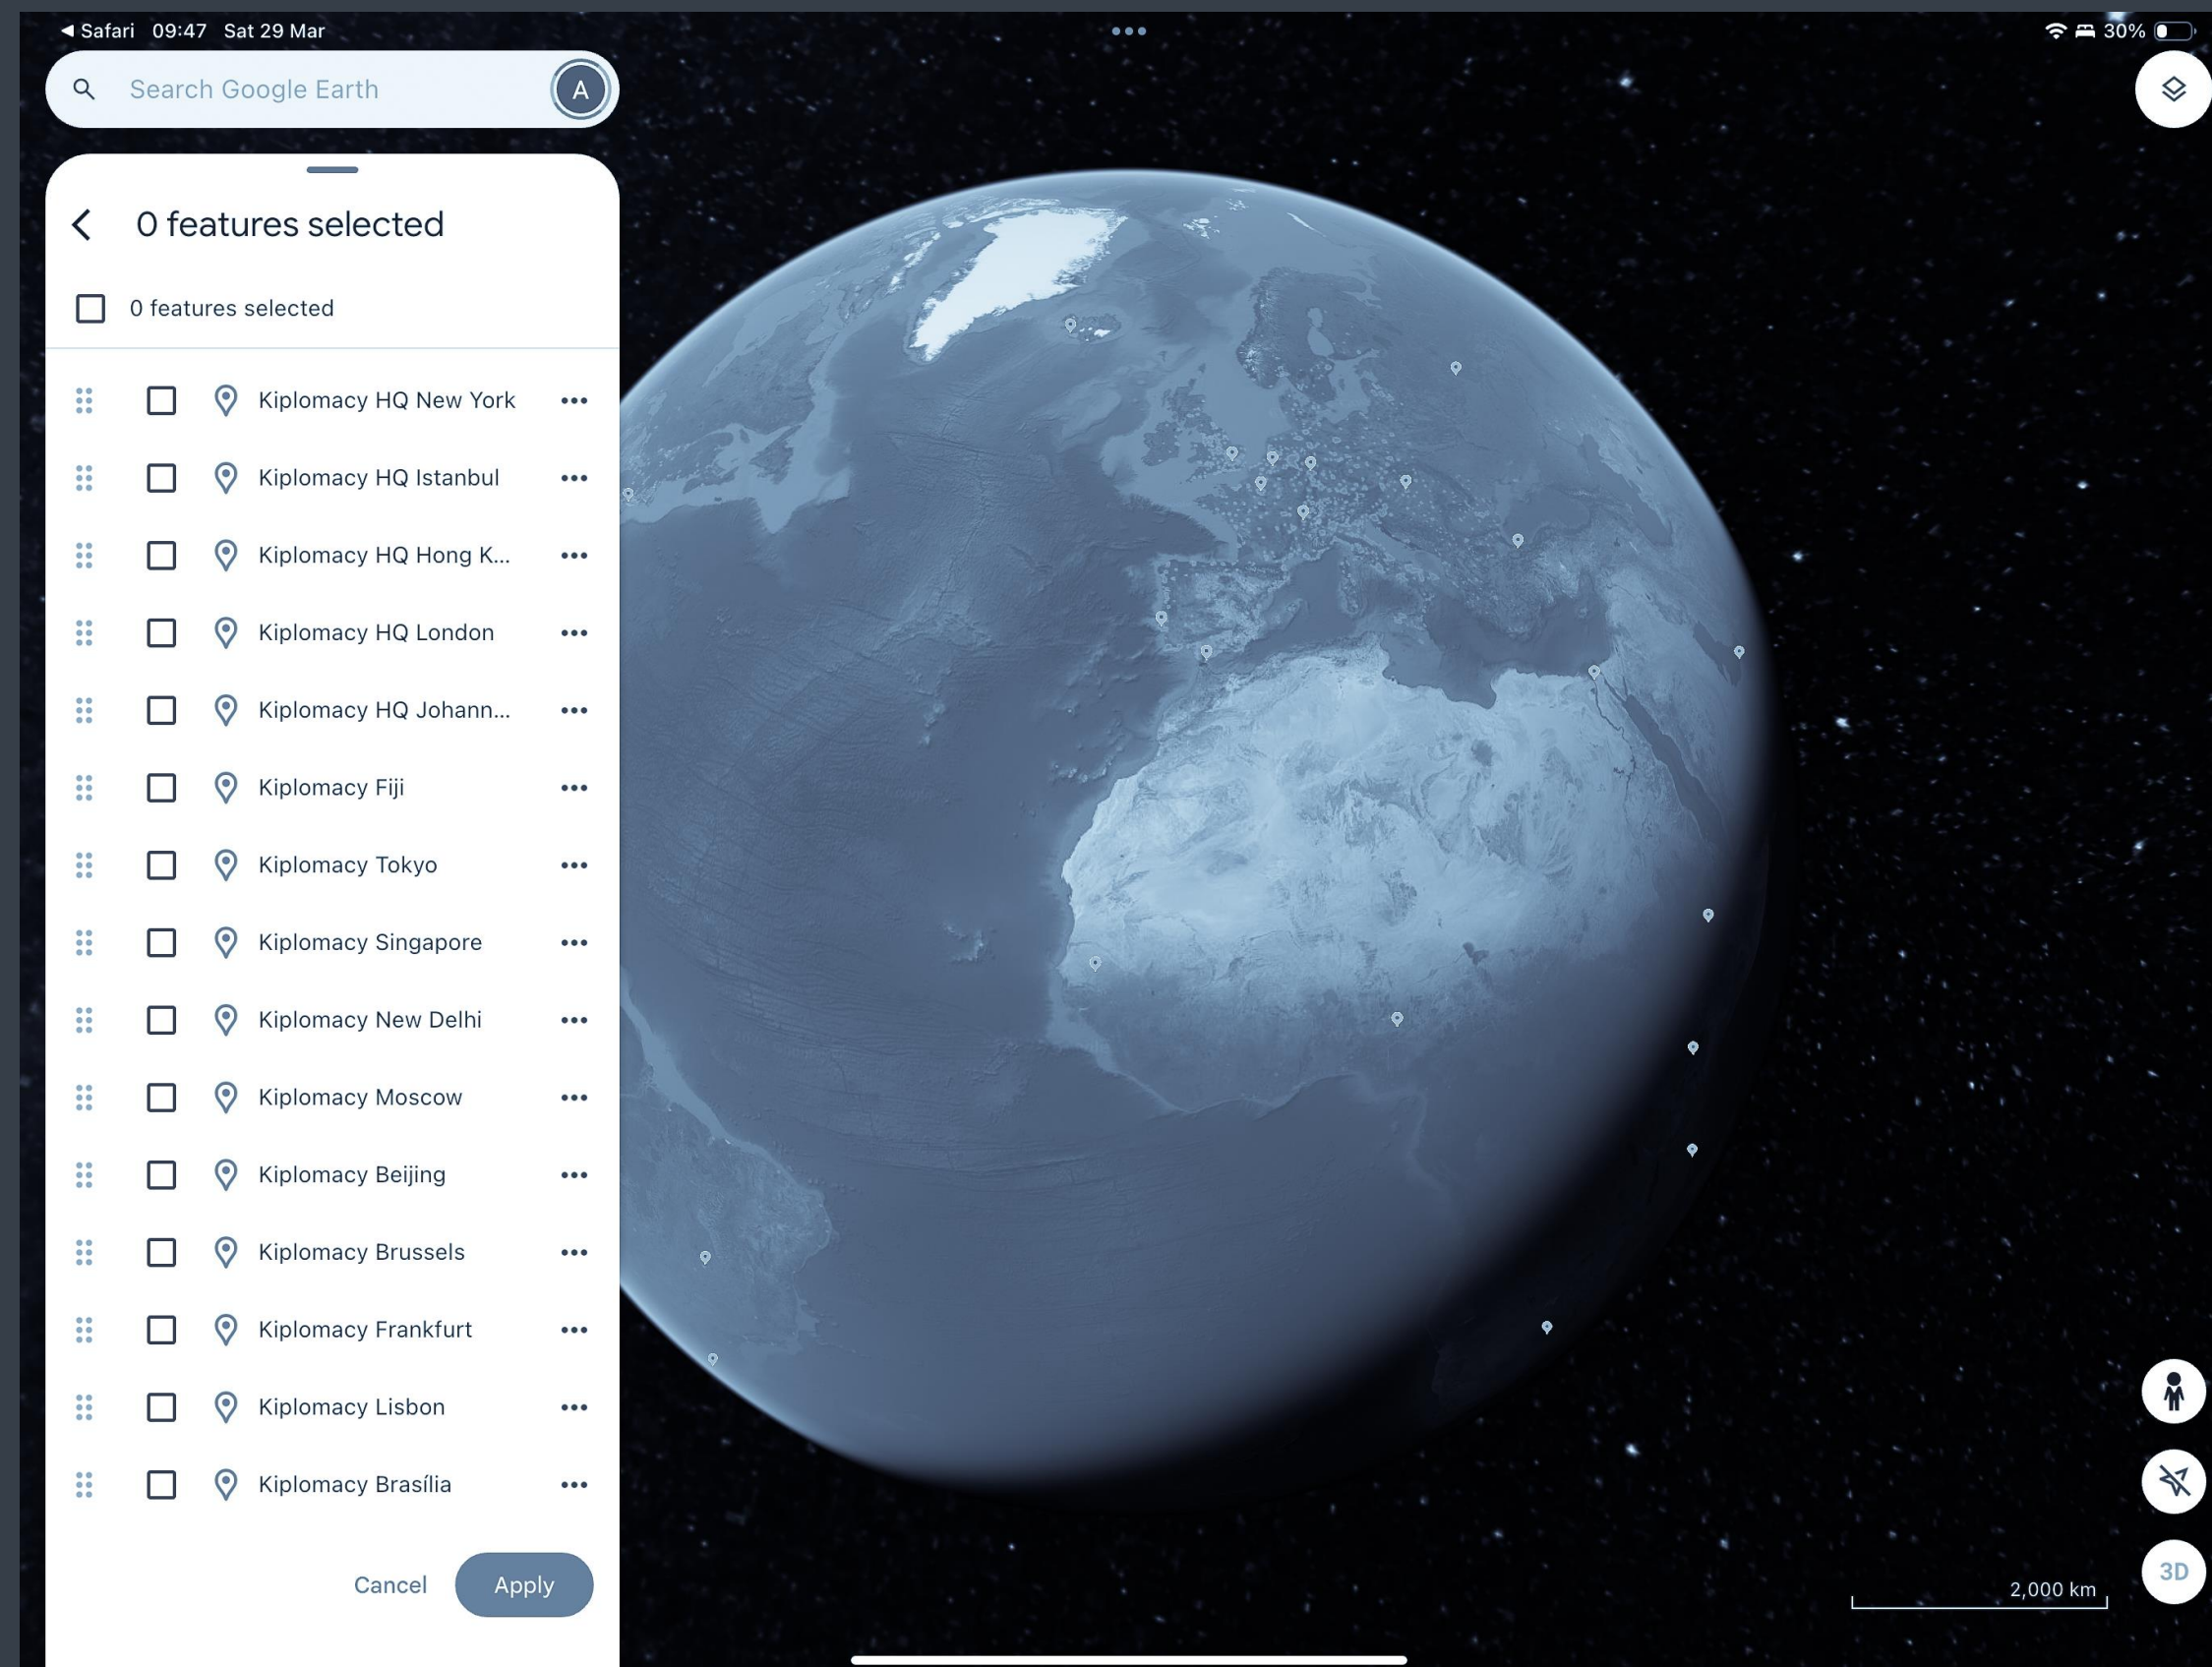 Safari 09:47 Sat 29 Mar
30%
Search Google Earth
A
0 features selected
0 features selected
Kiplomacy HQ New York
Kiplomacy HQ Istanbul
Kiplomacy HQ Hong K...
Kiplomacy HQ London
Kiplomacy HQ Johann...
Kiplomacy Fiji
Kiplomacy Tokyo
Kiplomacy Singapore
Kiplomacy New Delhi
Kiplomacy Moscow
Kiplomacy Beijing
Kiplomacy Brussels
Kiplomacy Frankfurt
Kiplomacy Lisbon
Kiplomacy Brasília
Cancel
Apply
2,000 km
3D